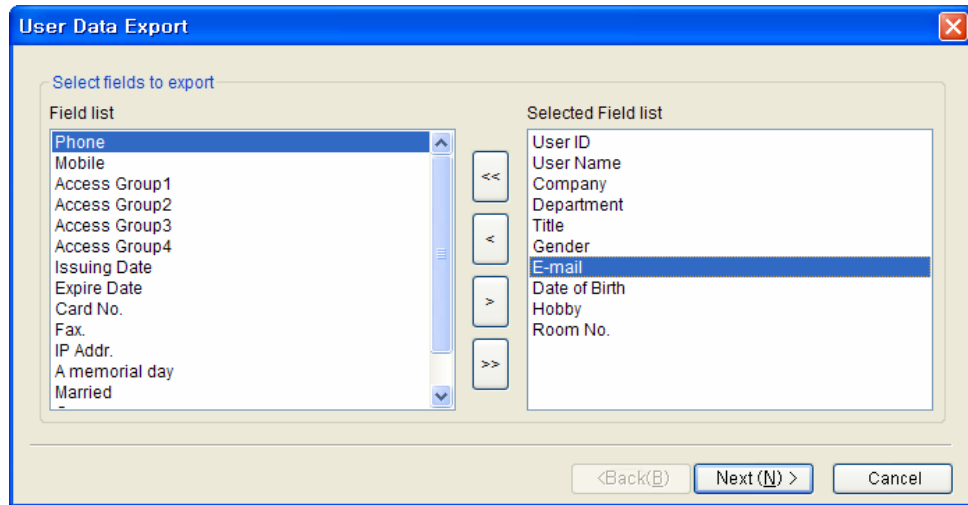 User Data Export
Select fields to export
Field list
Phone
Mobile
Access Group1
Access Group2
Access Group3
Access Group4
Issuing Date
Expire Date
Card No.
Fax.
IP Addr.
A memorial day
Married
<<
<
>
>>
Selected Field list
User ID
User Name
Company
Department
Title
Gender
E-mail
Date of Birth
Hobby
Room No.
<Back(B)
Next (N) >
Cancel